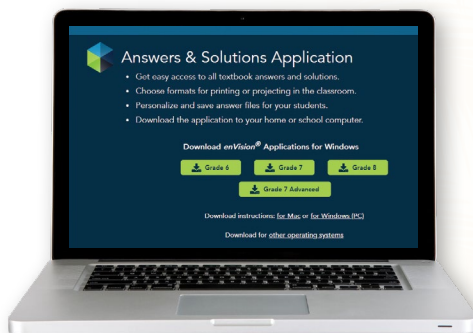 Answers & Solutions Application
• Get easy access to all textbook answers and solutions.
• Choose formats for printing or projecting in the classroom.
• Personalize and save answer files for your students.
• Download the application to your home or school computer.
Download enVision® Applications for Windows
Grade 6 Grade 7 Grade 8
Grade 7 Advanced
Download instructions: for Mac or for Windows (PC)
Download for other operating systems